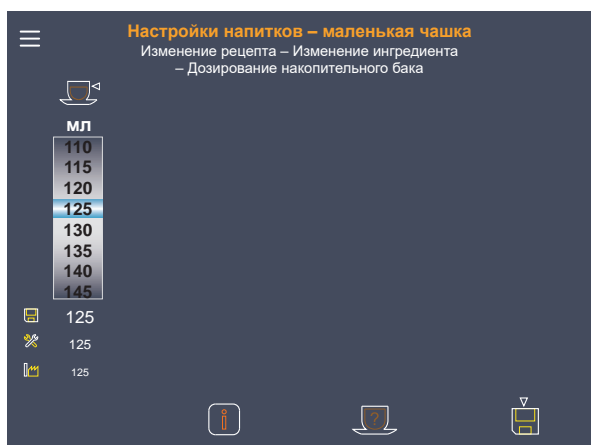 Настройки напитков – маленькая чашка
Изменение рецепта – Изменение ингредиента
– Дозирование накопительного бака
мл
110
115
120
125
130
135
140
145
125
125
125
i
?